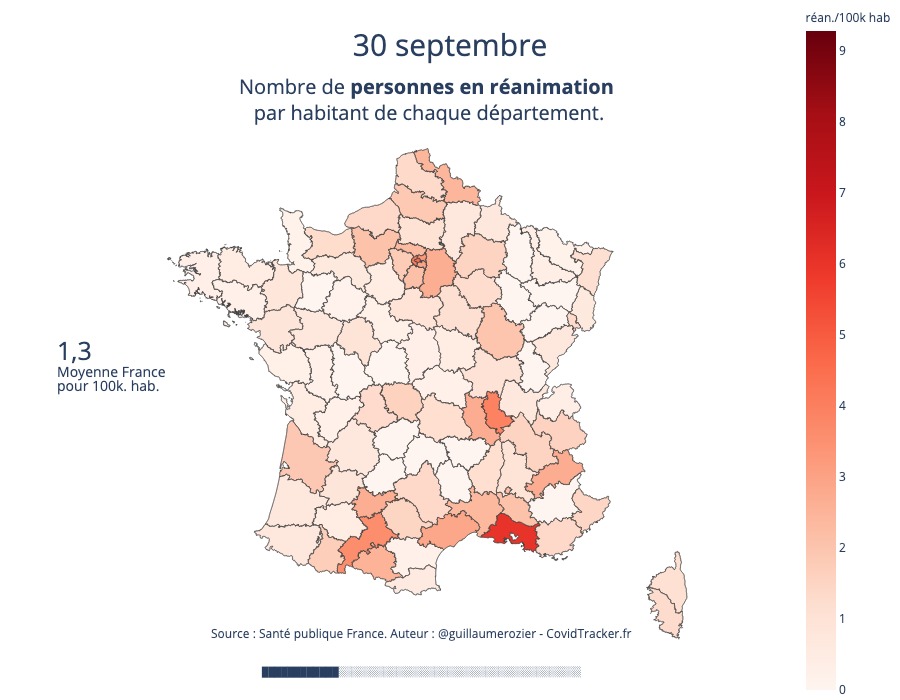 réan./100k hab
30 septembre
Nombre de personnes en réanimation
par habitant de chaque département.
9
8
7
6
5
4
3
2
1
0
1,3
Moyenne France
pour 100k. hab.
Source : Santé publique France. Auteur : @guillaumerozier - CovidTracker.fr